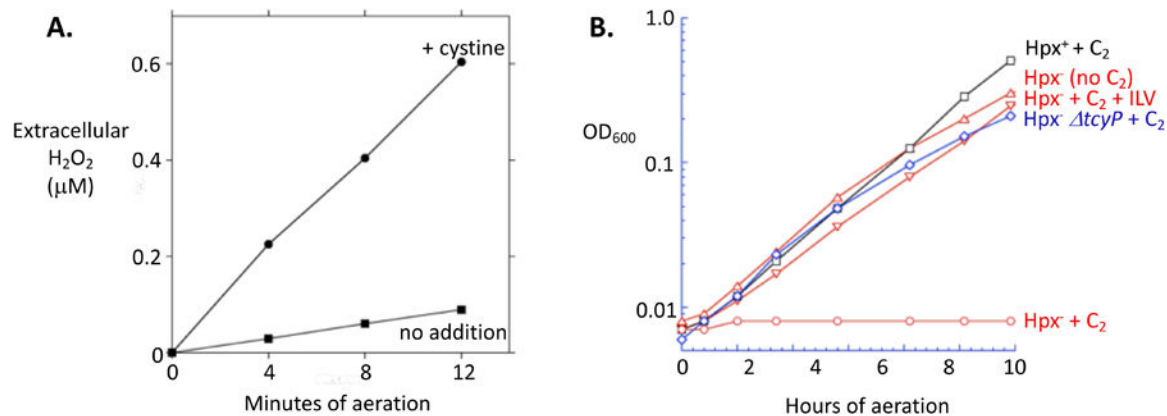 A.
+ cystine
0.6
Extracellular
H₂O₂
(μM)
0.4
0.2
no addition
0
0
4
8
12
Minutes of aeration
B.
1.0
Hpx⁺ + C₂
Hpx⁻ (no C₂)
Hpx⁻ + C₂ + ILV
Hpx⁻ ΔtcyP + C₂
OD₆₀₀
0.1
0.01
Hpx⁻ + C₂
0
2
4
6
8
10
Hours of aeration